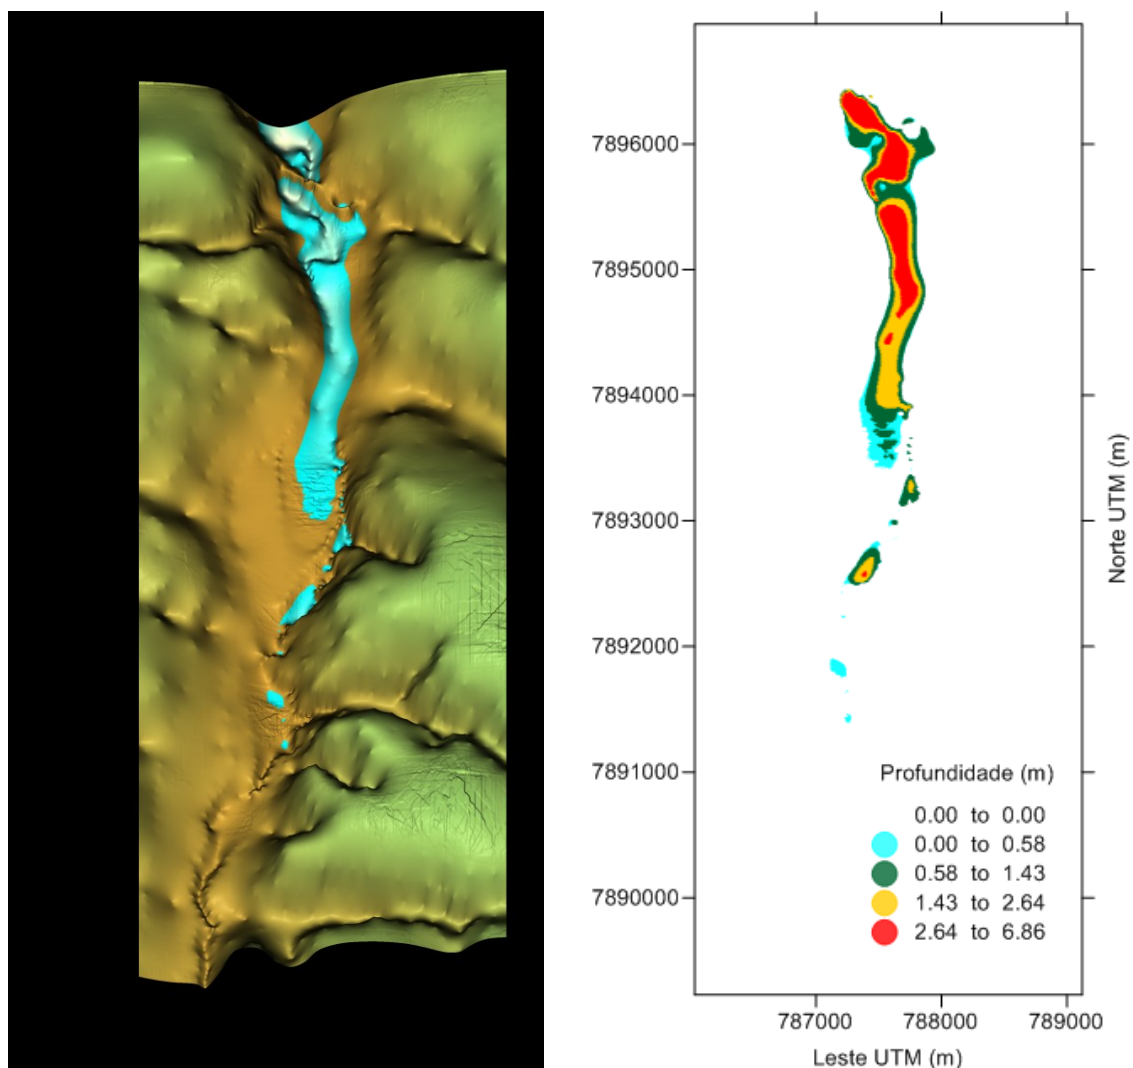 7896000
7895000
7894000
7893000
7892000
7891000
7890000
Norte UTM (m)
Profundidade (m)
0.00 to 0.00
0.00 to 0.58
0.58 to 1.43
1.43 to 2.64
2.64 to 6.86
787000 788000 789000
Leste UTM (m)